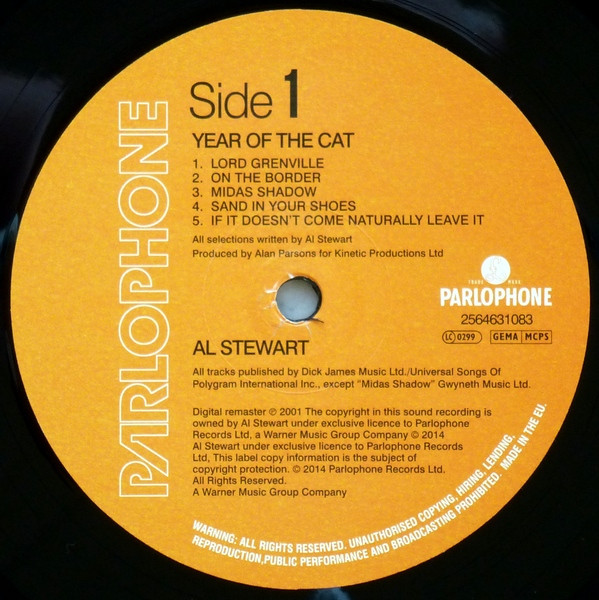 PARLOPHONE
Side 1
YEAR OF THE CAT
1. LORD GRENVILLE
2. ON THE BORDER
3. MIDAS SHADOW
4. SAND IN YOUR SHOES
5. IF IT DOESN'T COME NATURALLY LEAVE IT
All selections written by Al Stewart
Produced by Alan Parsons for Kinetic Productions Ltd
TRADE MARK
PARLOPHONE
2564631083
LC 0299 GEMA MCPS
AL STEWART
All tracks published by Dick James Music Ltd./Universal Songs Of
Polygram International Inc., except "Midas Shadow" Gwyneth Music Ltd.
Digital remaster ℗ 2001 The copyright in this sound recording is
owned by Al Stewart under exclusive licence to Parlophone
Records Ltd, a Warner Music Group Company © 2014
Al Stewart under exclusive licence to Parlophone Records
Ltd, This label copy information is the subject of
copyright protection. © 2014 Parlophone Records Ltd.
All Rights Reserved.
A Warner Music Group Company
WARNING: ALL RIGHTS RESERVED. UNAUTHORISED COPYING, HIRING, LENDING,
REPRODUCTION,PUBLIC PERFORMANCE AND BROADCASTING PROHIBITED. MADE IN THE EU.